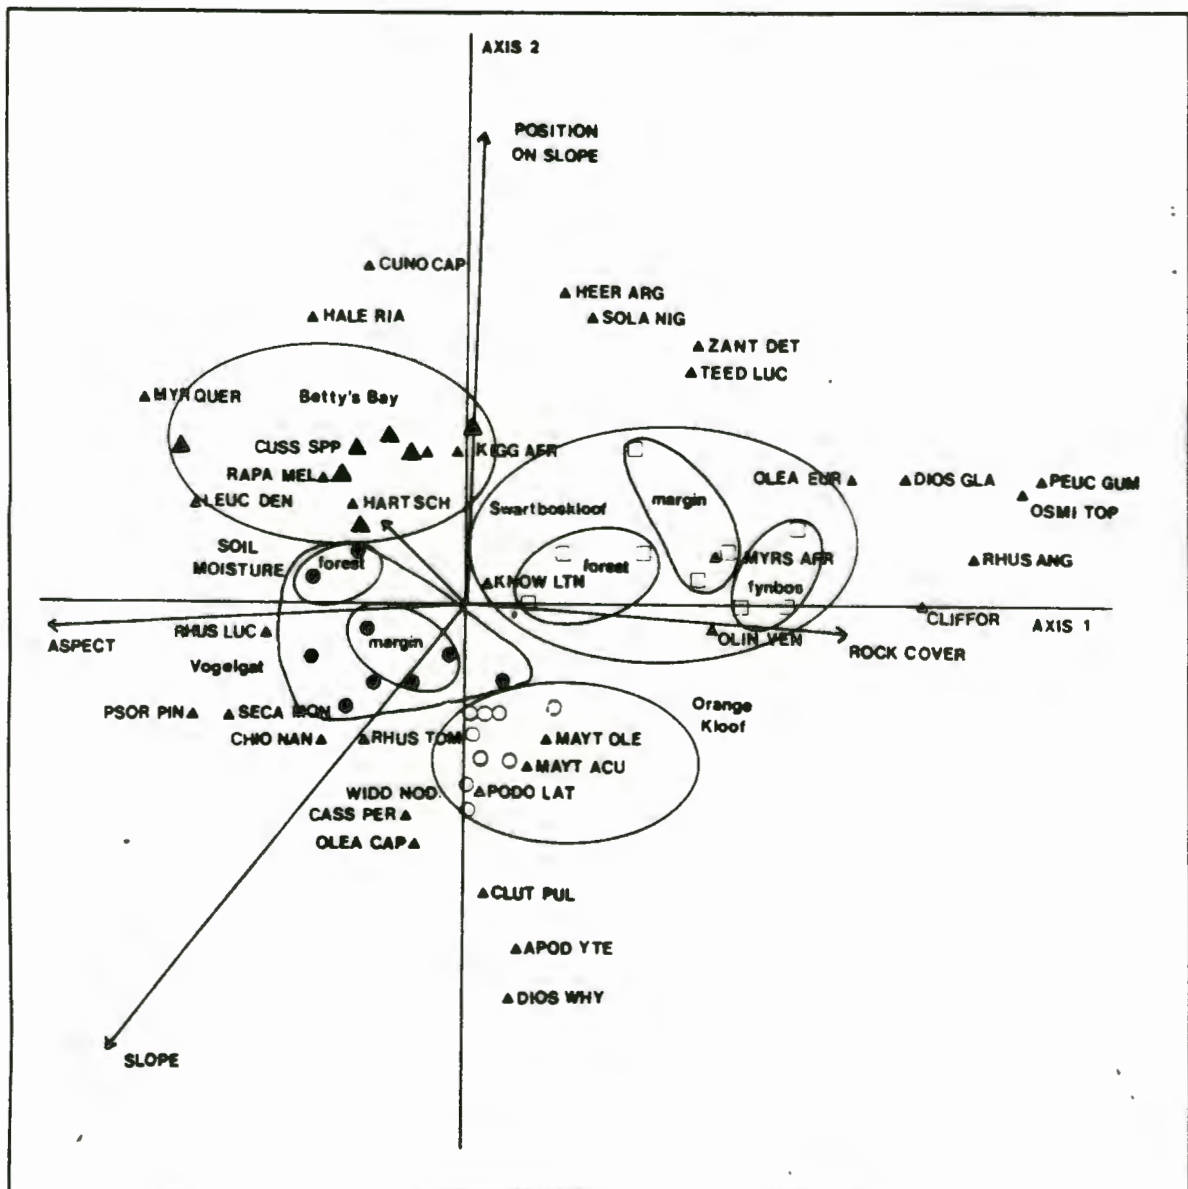 AXIS 2
POSITION
ON SLOPE
CUNO CAP
HALE RIA
HEER ARG
SOLA NIG
ZANT DET
TEED LUC
MYR QUER
Betty's Bay
CUSS SPP
KIGG AFR
RAPA MEL
LEUC DEN
HART SCH
Swartboskloof
margin
OLEA EUR
DIOS GLA
PEUC GUM
OSMI TOP
SOIL
MOISTURE
forest
KNOW LTN
forest
MYRS AFR
fynbos
RHUS ANG
CLIFFOR
AXIS 1
ASPECT
RHUS LUC
margin
Vogelgat
OLIN VEN
ROCK COVER
PSOR PIN
SECA MON
CHIO NAN
RHUS TOM
Orange
Kloof
MAYT OLE
MAYT ACU
WIDD NOD
PODO LAT
CASS PER
OLEA CAP
CLUT PUL
APOD YTE
DIOS WHY
SLOPE